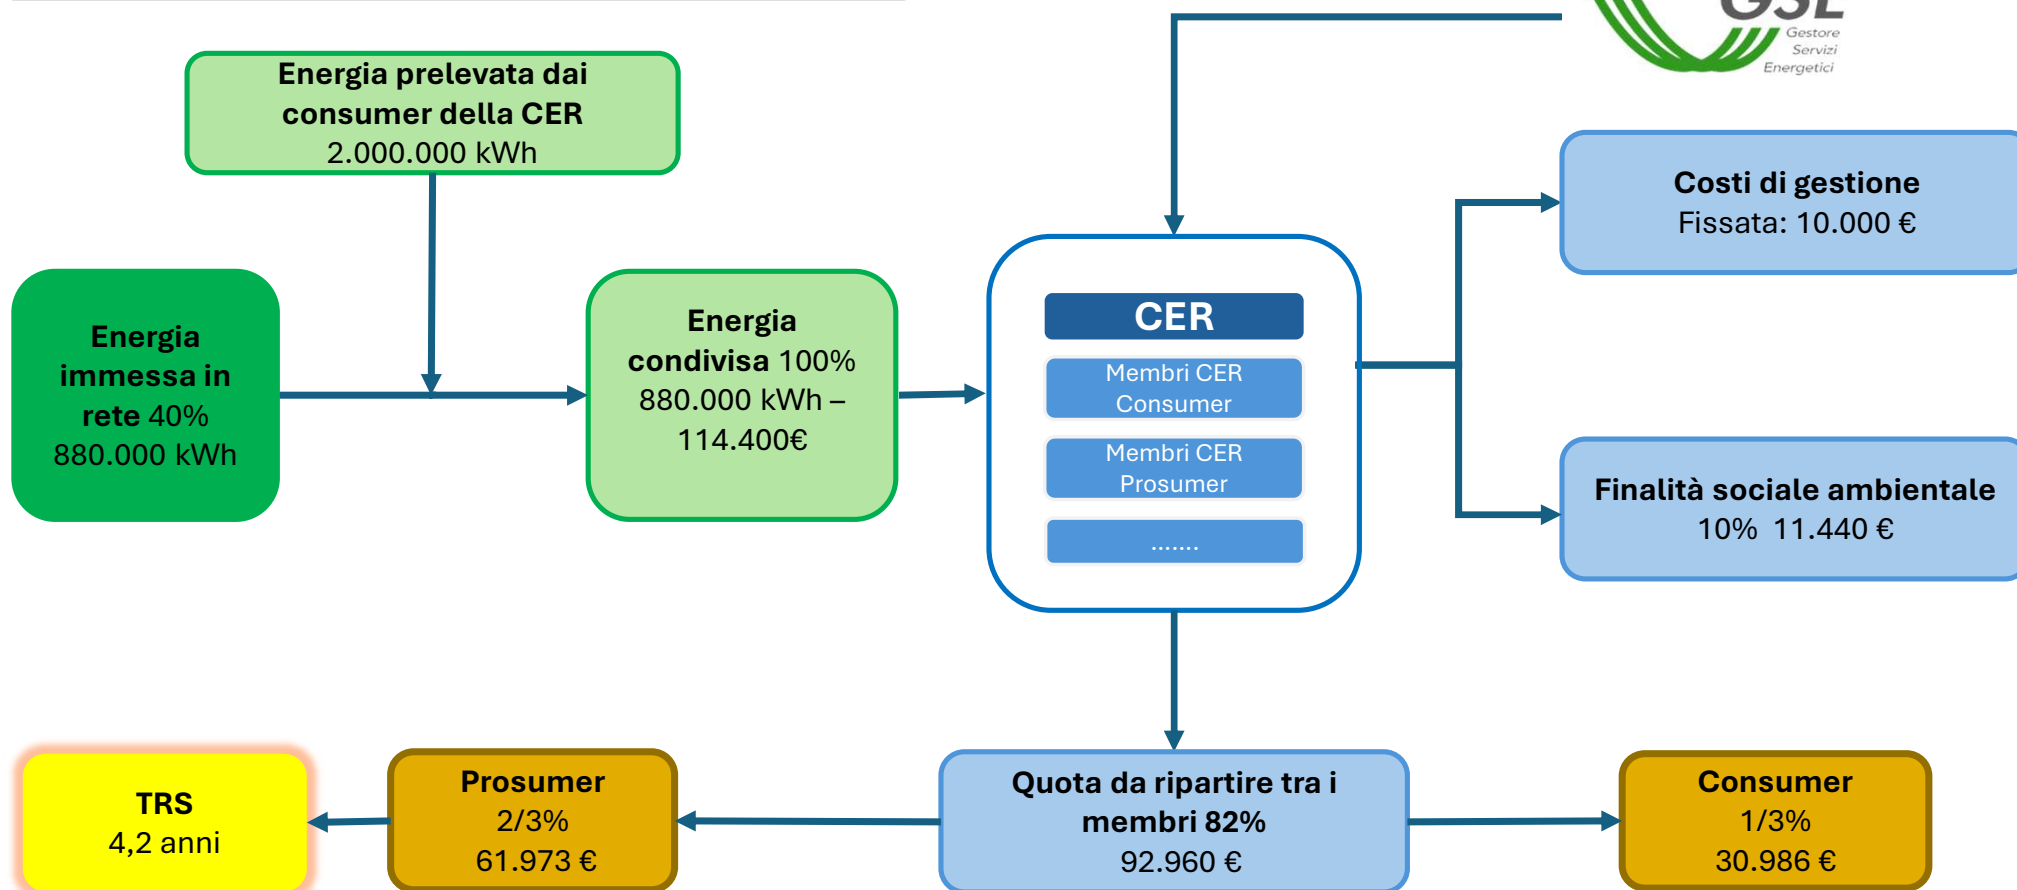 GSE
Gestore
Servizi
Energetici
Energia prelevata dai
consumer della CER
2.000.000 kWh
Costi di gestione
Fissata: 10.000 €
Energia
immessa in
rete 40%
880.000 kWh
Energia
condivisa 100%
880.000 kWh –
114.400€
CER
Membri CER
Consumer
Membri CER
Prosumer
.......
Finalità sociale ambientale
10% 11.440 €
TRS
4,2 anni
Prosumer
2/3%
61.973 €
Quota da ripartire tra i
membri 82%
92.960 €
Consumer
1/3%
30.986 €